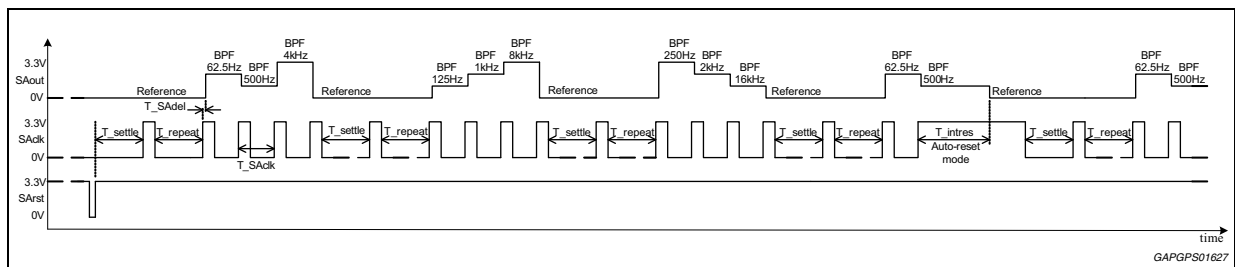 BPF
62.5Hz
BPF
500Hz
BPF
4kHz
BPF
125Hz
BPF
1kHz
BPF
8kHz
BPF
250Hz
BPF
2kHz
BPF
16kHz
BPF
62.5Hz
BPF
500Hz
BPF
62.5Hz
BPF
500Hz
3.3V
SAout
0V
Reference
Reference
Reference
Reference
Reference
T_SAdel
3.3V
SAclk
0V
T_settle
T_repeat
T_SAclk
T_settle
T_repeat
T_settle
T_repeat
T_settle
T_repeat
T_intres
Auto-reset
mode
T_settle
T_repeat
3.3V
SArst
0V
time
GAPGPS01627